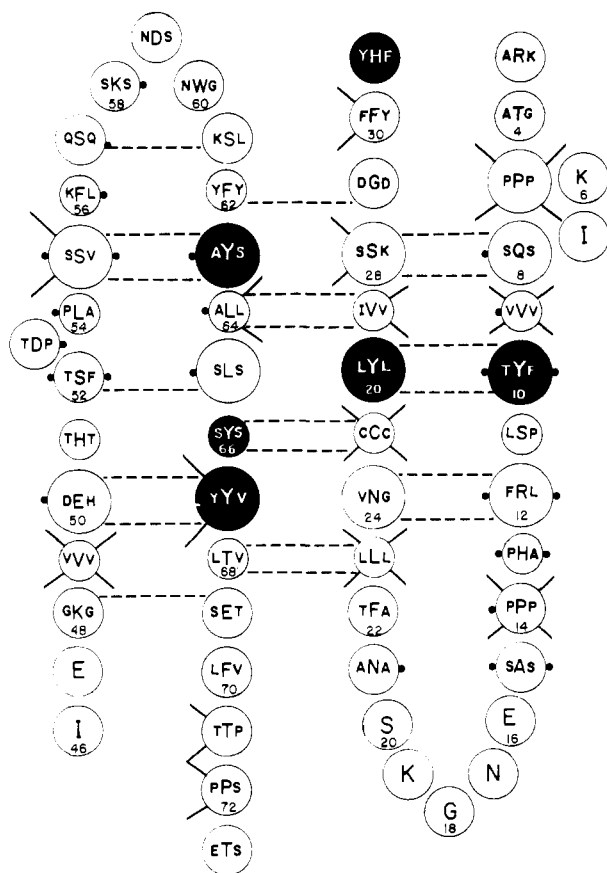 NDS
SKS
58
QSQ
KFL
56
SSV
PLA
54
TDP
TSF
52
THT
DEH
50
VVV
GKG
48
E
I
46
NWG
60
KSL
YFY
62
AYS
ALL
64
SLS
SYS
66
YYV
LTV
68
SET
LFV
70
TTP
PPS
72
ETS
YHF
FFY
30
DGD
SSK
28
IVV
LYL
20
CCC
VNG
24
LLL
TFA
22
ANA
S
20
K
G
18
N
E
16
SAS
PPP
14
PHA
FRL
12
LSP
TYF
10
VVV
SQS
8
I
K
6
PPP
ATG
4
ARK